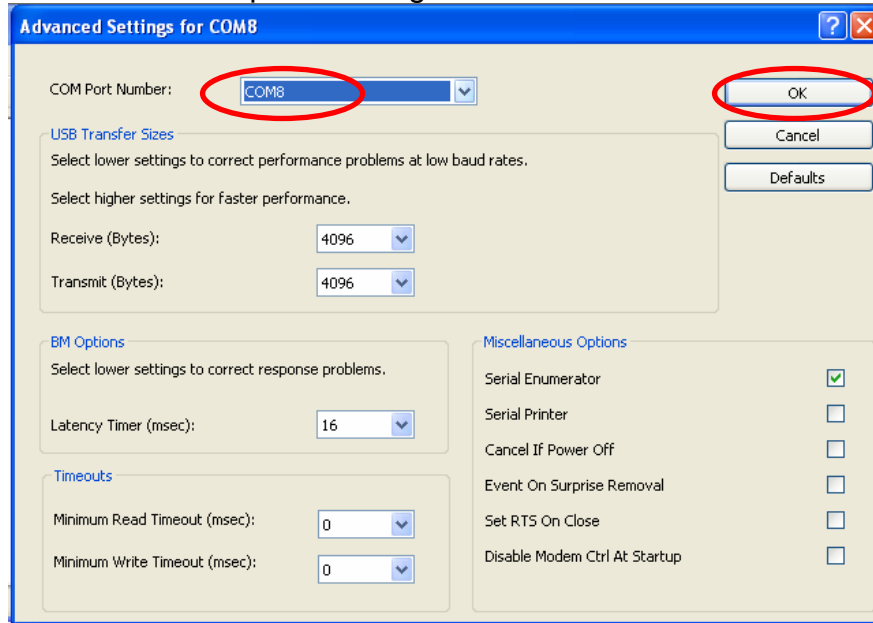 Advanced Settings for COM8
COM Port Number: COM8
OK
Cancel
Defaults
USB Transfer Sizes
Select lower settings to correct performance problems at low baud rates.
Select higher settings for faster performance.
Receive (Bytes): 4096
Transmit (Bytes): 4096
BM Options
Select lower settings to correct response problems.
Latency Timer (msec): 16
Timeouts
Minimum Read Timeout (msec): 0
Minimum Write Timeout (msec): 0
Miscellaneous Options
Serial Enumerator
Serial Printer
Cancel If Power Off
Event On Surprise Removal
Set RTS On Close
Disable Modem Ctrl At Startup